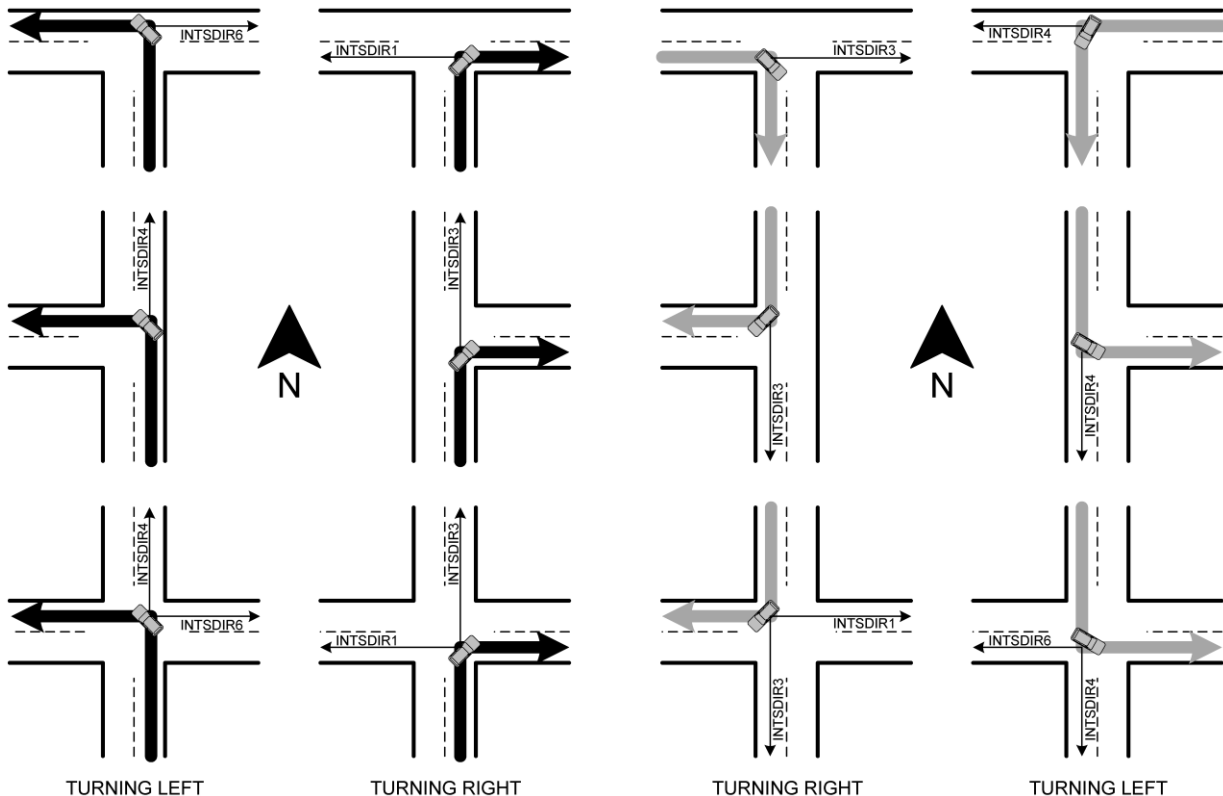 INTSDIR6
INTSDIR1
INTSDIR3
INTSDIR4
INTSDIR4
INTSDIR3
INTSDIR3
INTSDIR4
N
N
INTSDIR4
INTSDIR6
INTSDIR3
INTSDIR1
INTSDIR1
INTSDIR3
INTSDIR6
INTSDIR4
TURNING LEFT
TURNING RIGHT
TURNING RIGHT
TURNING LEFT